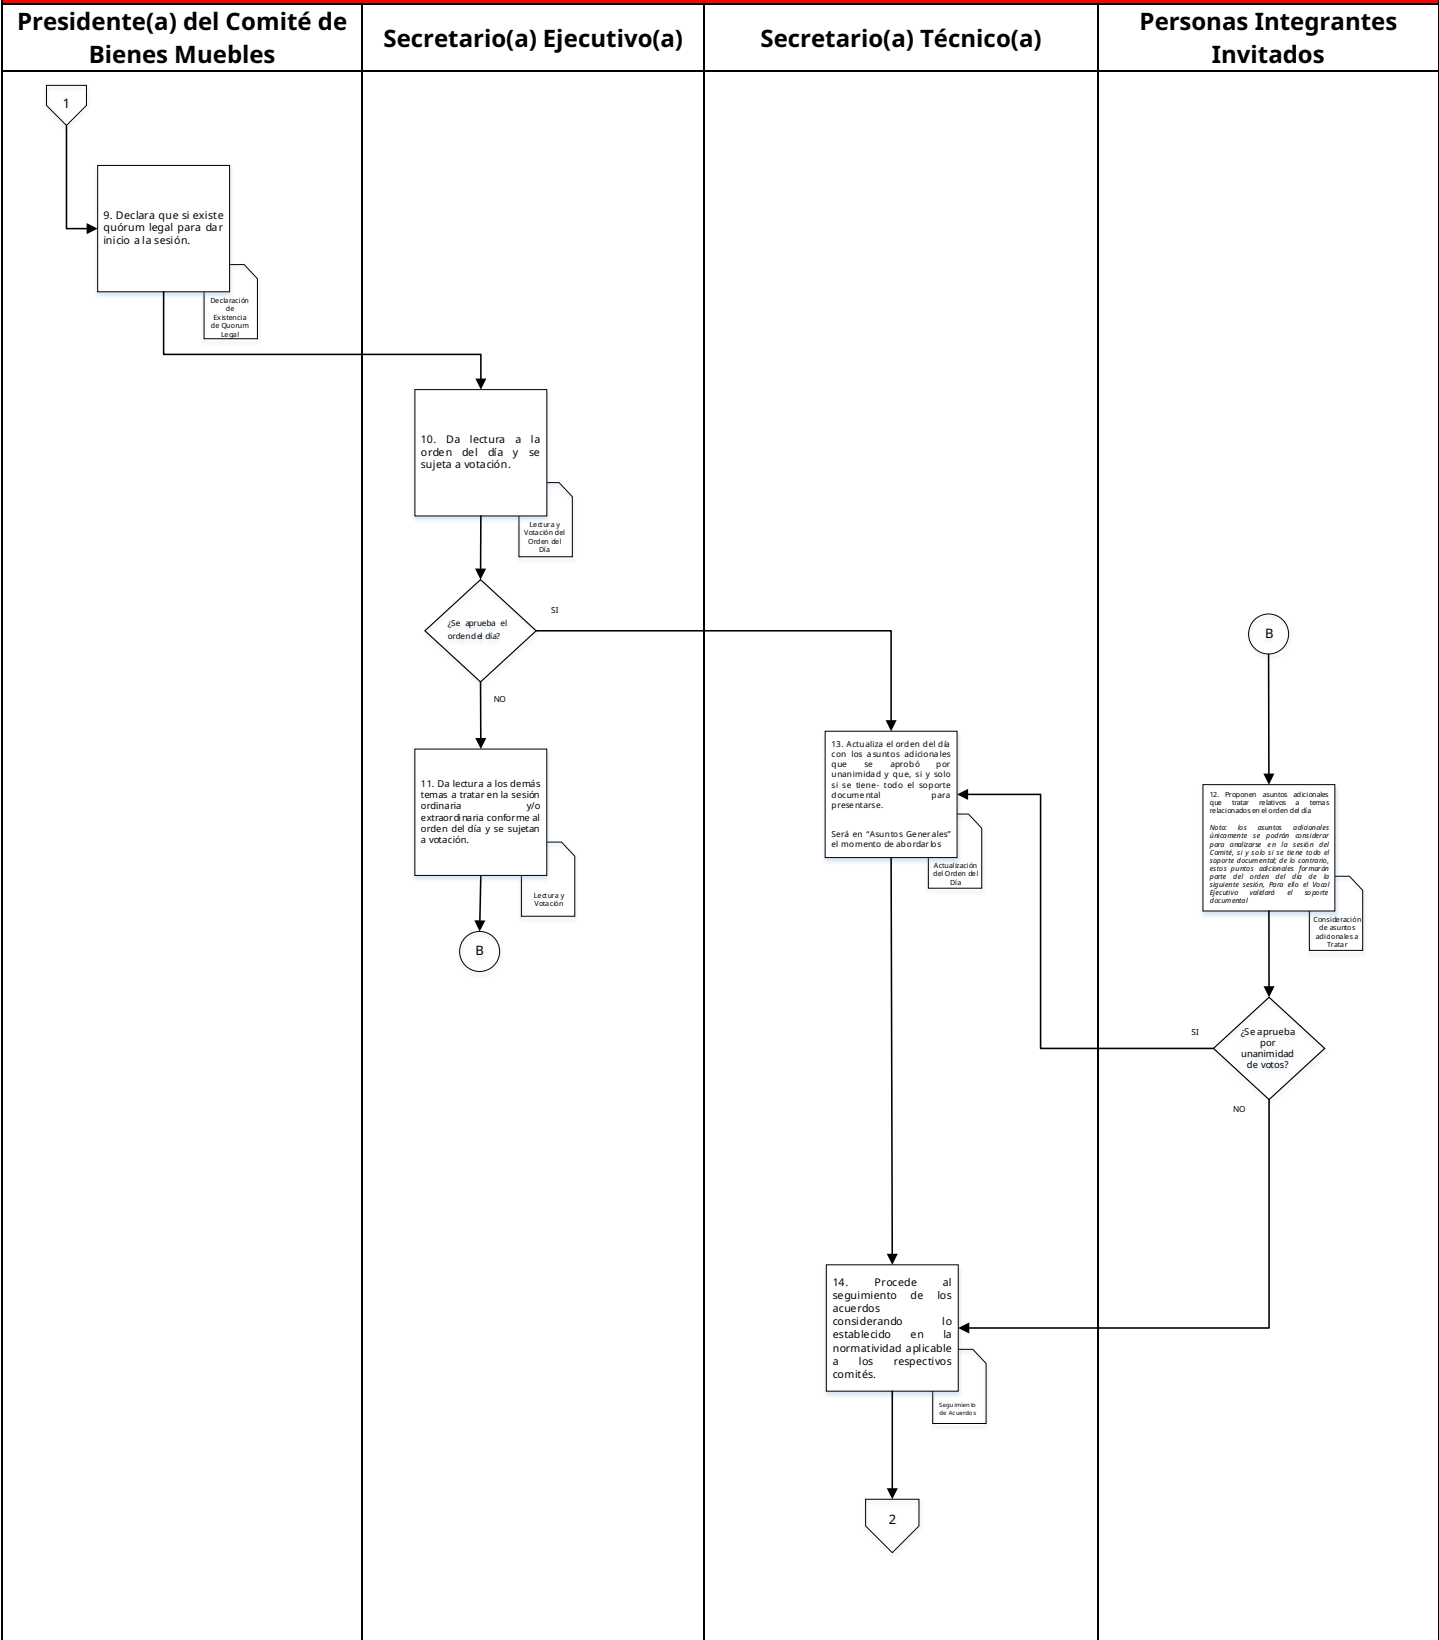 Presidente(a) del Comité de
Bienes Muebles
Secretario(a) Ejecutivo(a)
Secretario(a) Técnico(a)
Personas Integrantes
Invitados
1
9. Declara que si existe
quórum legal para dar
inicio a la sesión.
Declaración
de
Existencia
de Quorum
Legal
10. Da lectura a la
orden del día y se
sujeta a votación.
Lectura y
Votación del
Orden del
Día
¿Se aprueba el
orden del día?
SI
NO
11. Da lectura a los demás
temas a tratar en la sesión
ordinaria y/o
extraordinaria conforme al
orden del día y se sujetan
a votación.
Lectura y
Votación
B
13. Actualiza el orden del día
con los asuntos adicionales
que se aprobó por
unanimidad y que, si y solo
si se tiene- todo el soporte
documental para
presentarse.
Será en “Asuntos Generales”
el momento de abordarlos
Actualización
del Orden del
Día
B
12. Proponen asuntos adicionales
que tratar relativos a temas
relacionados en el orden del día
Nota: los asuntos adicionales
únicamente se podrán considerar
para analizarse en la sesión del
Comité, si y solo si se tiene todo el
soporte documental; de lo contrario,
estos puntos adicionales formarán
parte del orden del día de la
siguiente sesión, Para ello el Vocal
Ejecutivo validará el soporte
documental
Consideración
de asuntos
adicionales a
Tratar
¿Se aprueba
por
unanimidad
de votos?
SI
NO
14. Procede al
seguimiento de los
acuerdos
considerando lo
establecido en la
normatividad aplicable
a los respectivos
comités.
Seguimiento
de Acuerdos
2